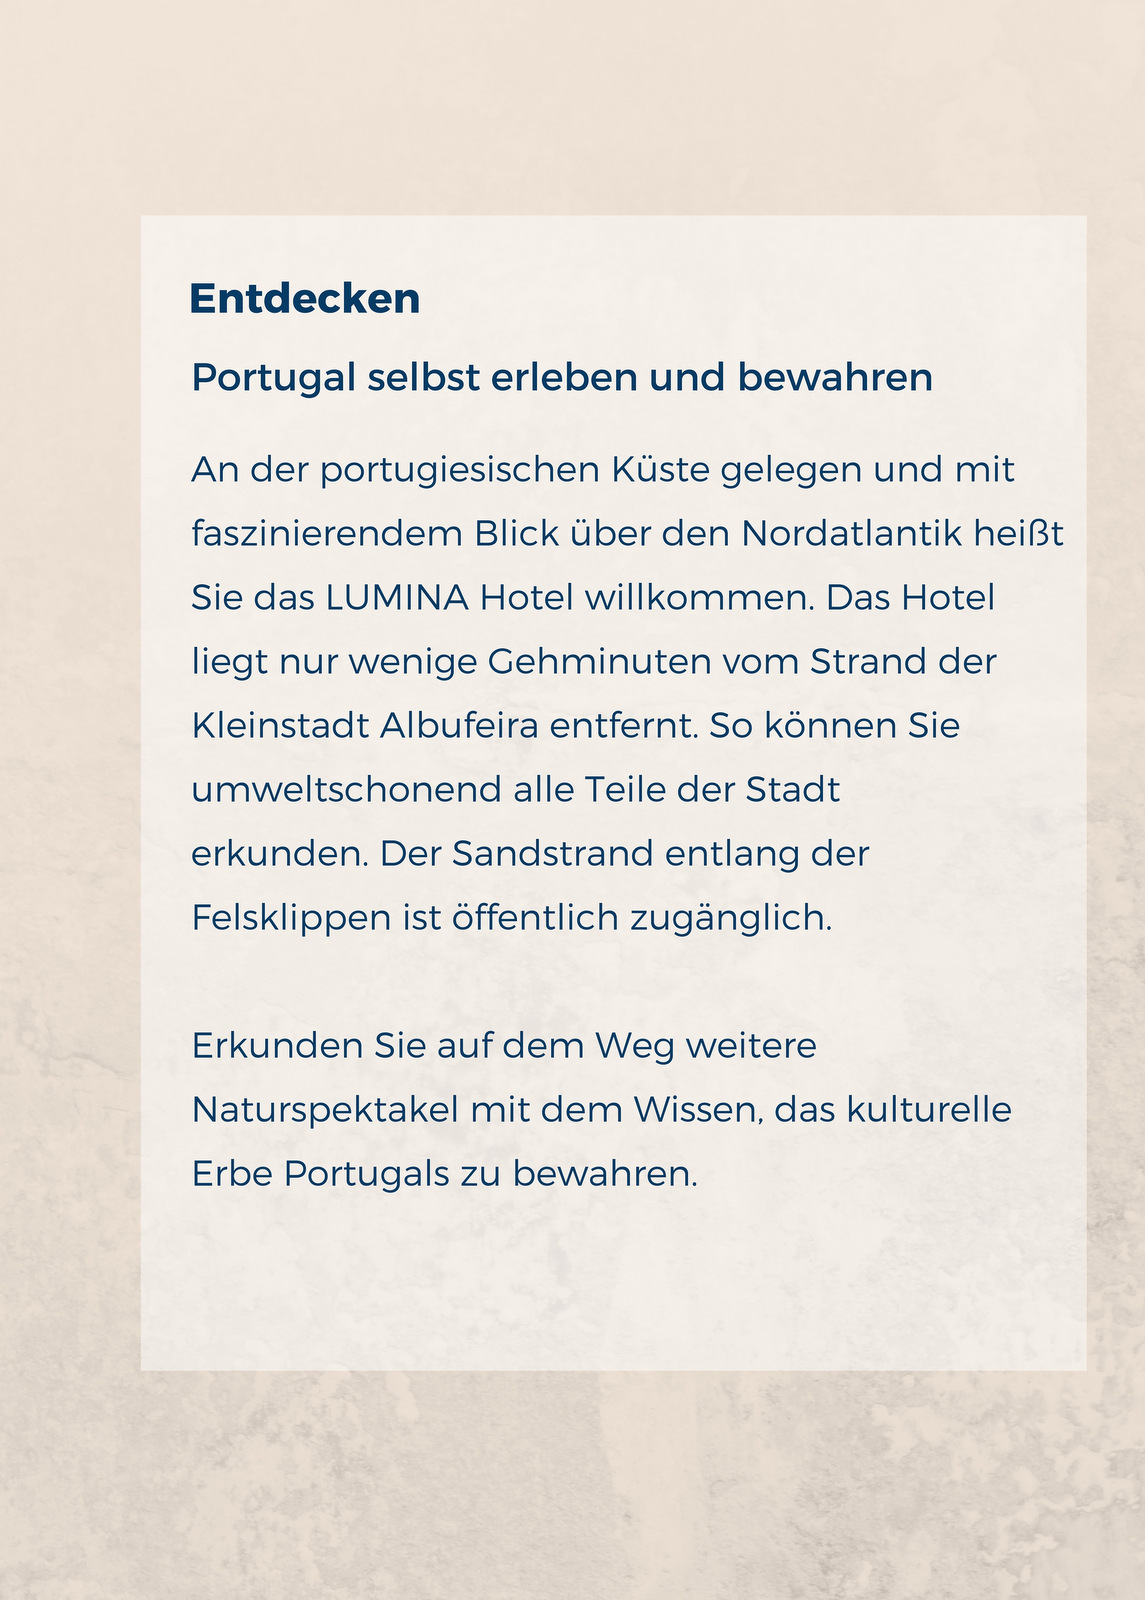 Entdecken
Portugal selbst erleben und bewahren
An der portugiesischen Küste gelegen und mit
faszinierendem Blick über den Nordatlantik heißt
Sie das LUMINA Hotel willkommen. Das Hotel
liegt nur wenige Gehminuten vom Strand der
Kleinstadt Albufeira entfernt. So können Sie
umweltschonend alle Teile der Stadt
erkunden. Der Sandstrand entlang der
Felsklippen ist öffentlich zugänglich.
Erkunden Sie auf dem Weg weitere
Naturspektakel mit dem Wissen, das kulturelle
Erbe Portugals zu bewahren.